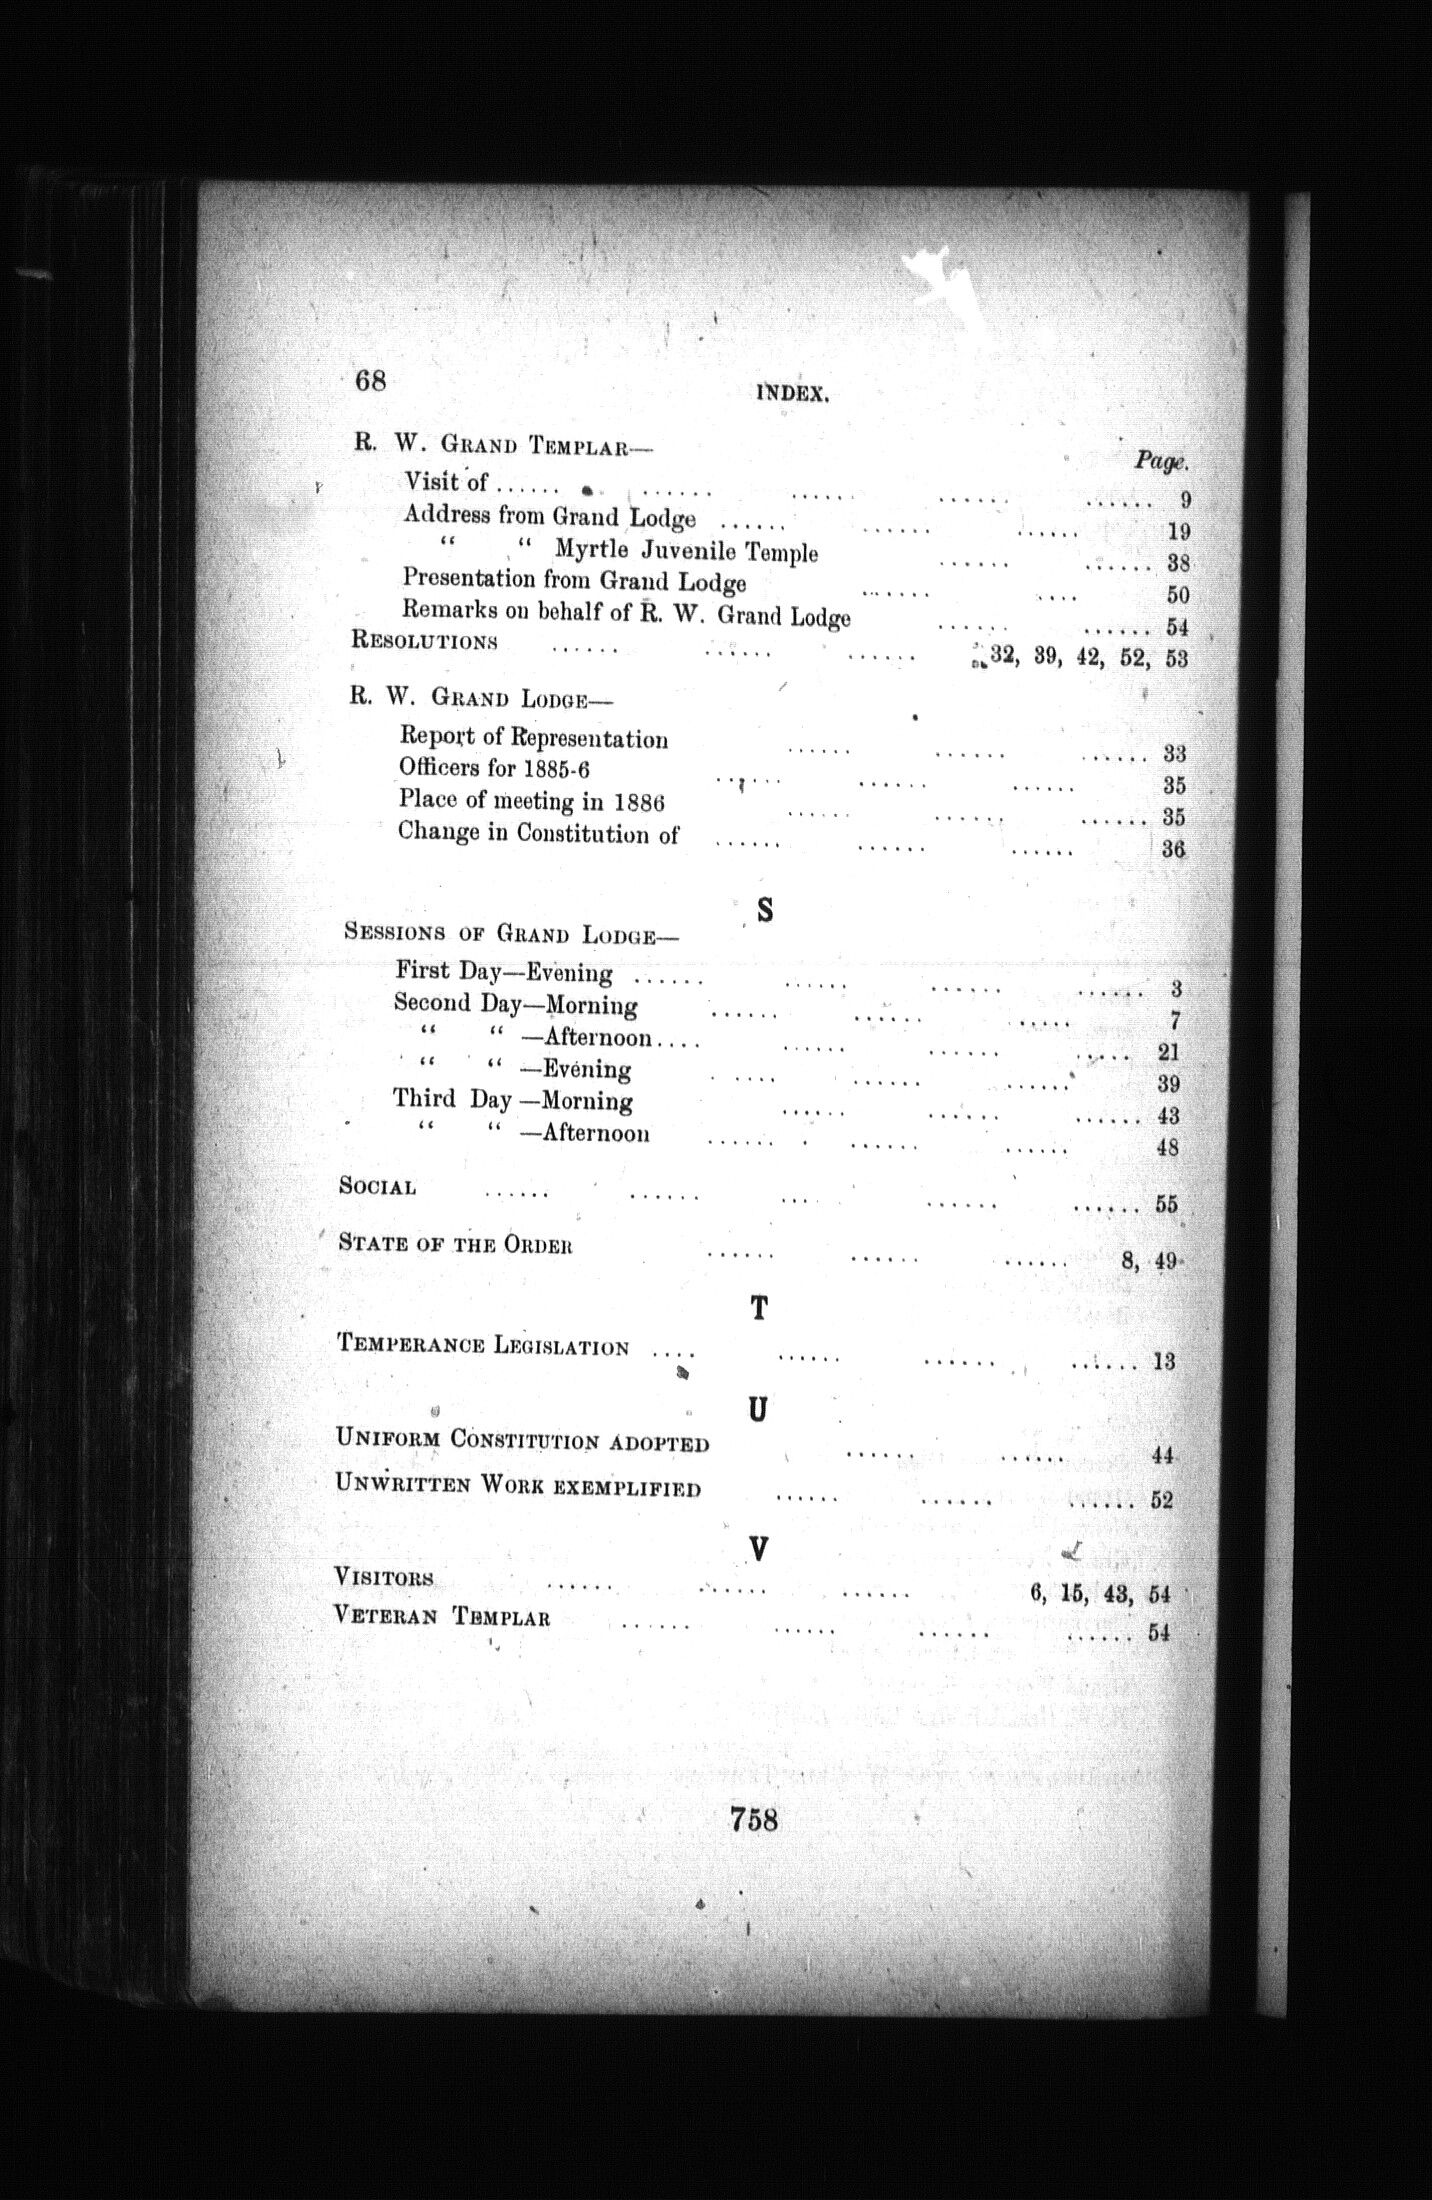 68
INDEX.
R. W. GRAND TEMPLAR—
Page.
Visit of ...... ...... ...... ...... ...... 9
Address from Grand Lodge ...... ...... ...... 19
“ “ Myrtle Juvenile Temple ...... ...... 38
Presentation from Grand Lodge ...... .... 50
Remarks on behalf of R. W. Grand Lodge ...... ...... 54
RESOLUTIONS ...... ...... ...... 32, 39, 42, 52, 53
R. W. GRAND LODGE—
Report of Representation ...... ...... ...... 33
Officers for 1885-6 ...... ...... ...... 35
Place of meeting in 1886 ...... ...... ...... 35
Change in Constitution of ...... ...... ...... 36
S
SESSIONS OF GRAND LODGE—
First Day—Evening ...... ...... ...... ...... 3
Second Day—Morning ...... ...... ..... 7
“ “ —Afternoon.... ...... ...... ..... 21
“ “ —Evening ..... ...... ...... 39
Third Day —Morning ...... ...... ...... 43
“ “ —Afternoon ...... ...... ...... 48
SOCIAL ...... ...... .... ...... ...... 55
STATE OF THE ORDER ...... ...... ...... 8, 49
T
TEMPERANCE LEGISLATION .... ...... ...... ...... 13
U
UNIFORM CONSTITUTION ADOPTED ...... ...... 44
UNWRITTEN WORK EXEMPLIFIED ...... ...... ...... 52
V
VISITORS ...... ...... ...... 6, 15, 43, 54
VETERAN TEMPLAR ...... ...... ...... ...... 54
758